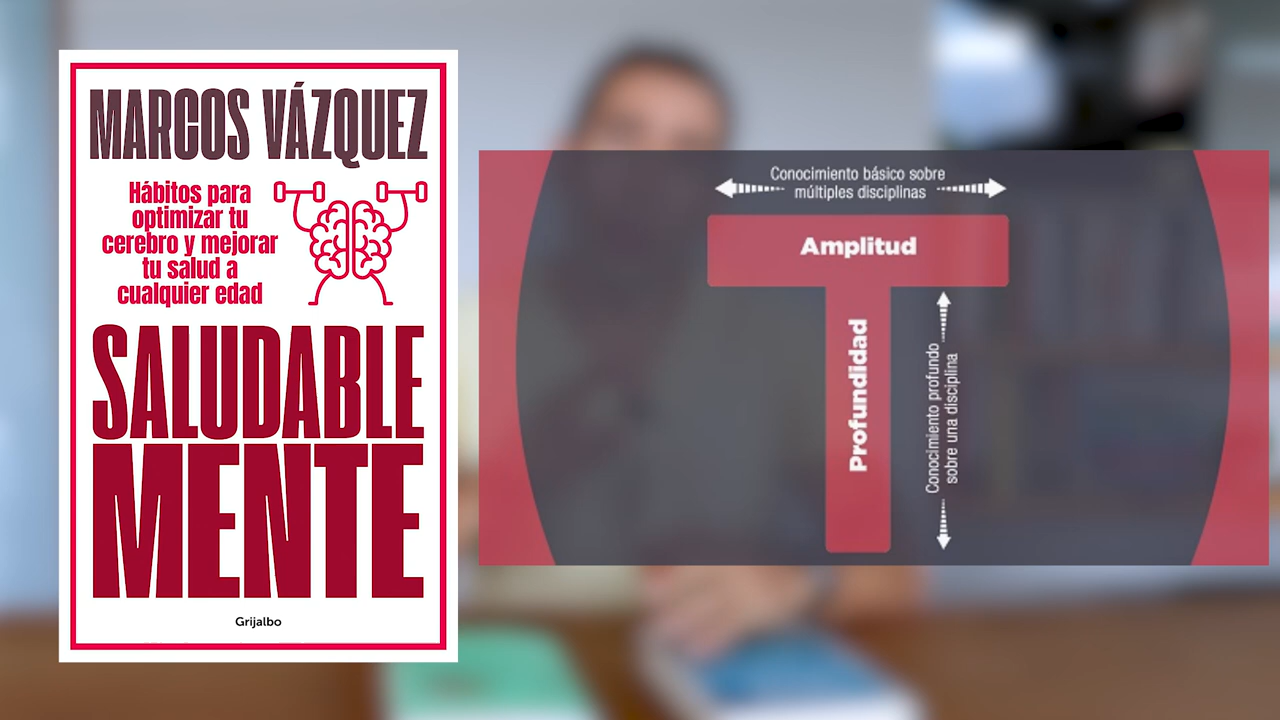 MARCOS VÁZQUEZ
Hábitos para
optimizar tu
cerebro y mejorar
tu salud a
cualquier edad
SALUDABLE
MENTE
Grijalbo
Conocimiento básico sobre
múltiples disciplinas
Amplitud
Profundidad
Conocimiento profundo
sobre una disciplina